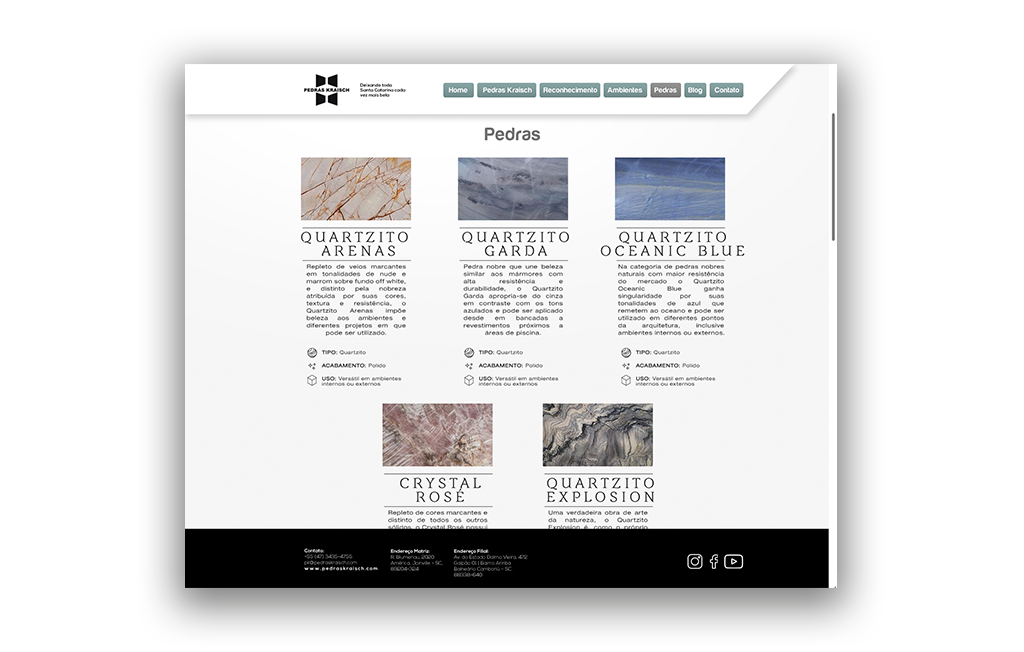 PEDRAS KRAISCH
Deixando toda
Santa Catarina cada
vez mais bela
Home
Pedras Kraisch
Reconhecimento
Ambientes
Pedras
Blog
Contato
Pedras
QUARTZITO
ARENAS
Repleto de veios marcantes
em tonalidades de nude e
marrom sobre fundo off white,
e distinto pela nobreza
atribuída por suas cores,
textura e resistência, o
Quartzito Arenas impõe
beleza aos ambientes e
diferentes projetos em que
pode ser utilizado.
TIPO: Quartzito
ACABAMENTO: Polido
USO: Versátil em ambientes
internos ou externos
QUARTZITO
GARDA
Pedra nobre que une beleza
similar aos mármores com
alta resistência e
durabilidade, o Quartzito
Garda apropria-se do cinza
em contraste com os tons
azulados e pode ser aplicado
desde em bancadas a
revestimentos próximos a
áreas de piscina.
TIPO: Quartzito
ACABAMENTO: Polido
USO: Versátil em ambientes
internos ou externos
QUARTZITO
OCEANIC BLUE
Na categoria de pedras nobres
naturais com maior resistência
do mercado o Quartzito
Oceanic Blue ganha
singularidade por suas
tonalidades de azul que
remetem ao oceano e pode ser
utilizado em diferentes pontos
da arquitetura, inclusive
ambientes internos ou externos.
TIPO: Quartzito
ACABAMENTO: Polido
USO: Versátil em ambientes
internos ou externos
CRYSTAL
ROSÉ
Repleto de cores marcantes e
distinto de todos os outros
sólidos, o Crystal Rosé possui
QUARTZITO
EXPLOSION
Uma verdadeira obra de arte
da natureza, o Quartzito
Explosion é como o próprio
Contato:
+55 (47) 3435-4755
pk@pedraskraisch.com
www.pedraskraisch.com
Endereço Matriz:
R. Blumenau, 2020
América, Joinville - SC,
89204-324
Endereço Filial:
Av. do Estado Dalmo Vieira, 4712
Galpão 01 | Bairro Ariribá
Balneário Camboriú - SC
88338-640